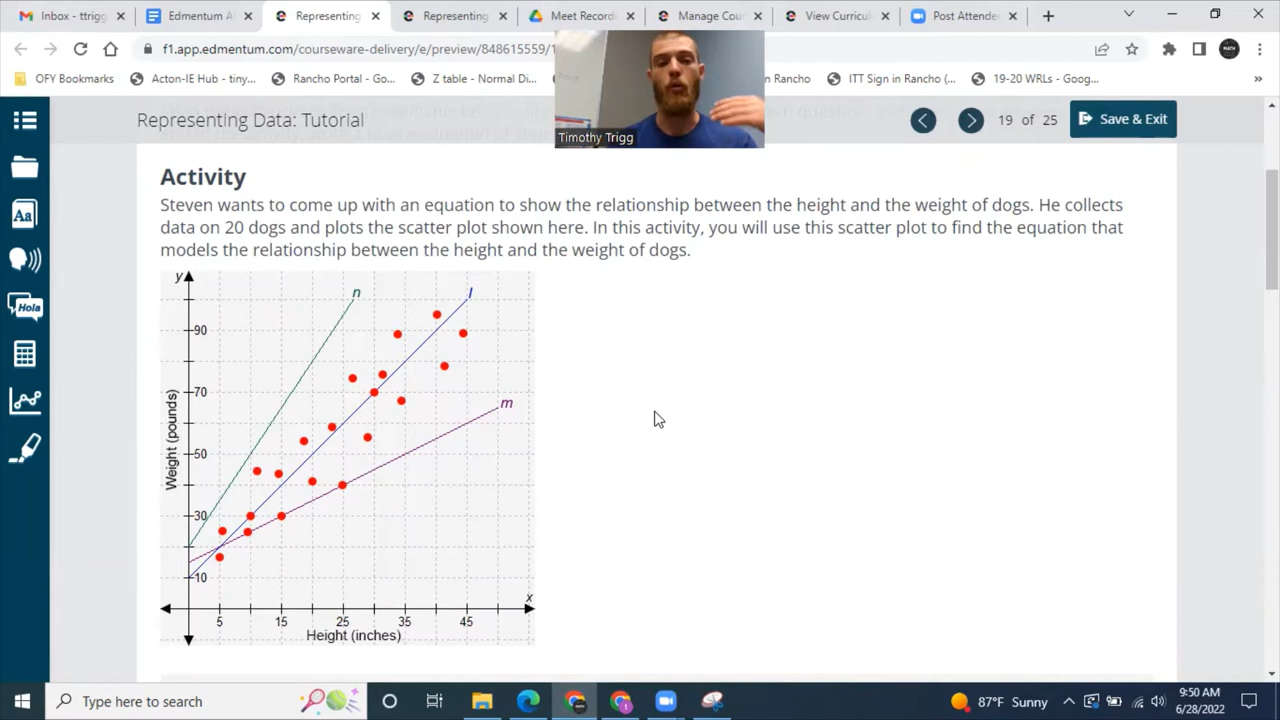 Inbox - ttrigg
Edmentum Al
Representing
Representing
Meet Record
Manage Cour
View Curricul
Post Attende
f1.app.edmentum.com/courseware-delivery/e/preview/848615559/1
OFY Bookmarks
Acton-IE Hub - tiny...
Rancho Portal - Go...
Z table - Normal Di...
n Rancho
ITT Sign in Rancho (...
19-20 WRLs - Goog...
»
Representing Data: Tutorial
19 of 25
Save & Exit
Timothy Trigg
Aa
Hola
Activity
Steven wants to come up with an equation to show the relationship between the height and the weight of dogs. He collects
data on 20 dogs and plots the scatter plot shown here. In this activity, you will use this scatter plot to find the equation that
models the relationship between the height and the weight of dogs.
y
n
l
90
70
m
Weight (pounds)
50
30
10
x
5 15 25 35 45
Height (inches)
Type here to search
87°F Sunny
9:50 AM
6/28/2022